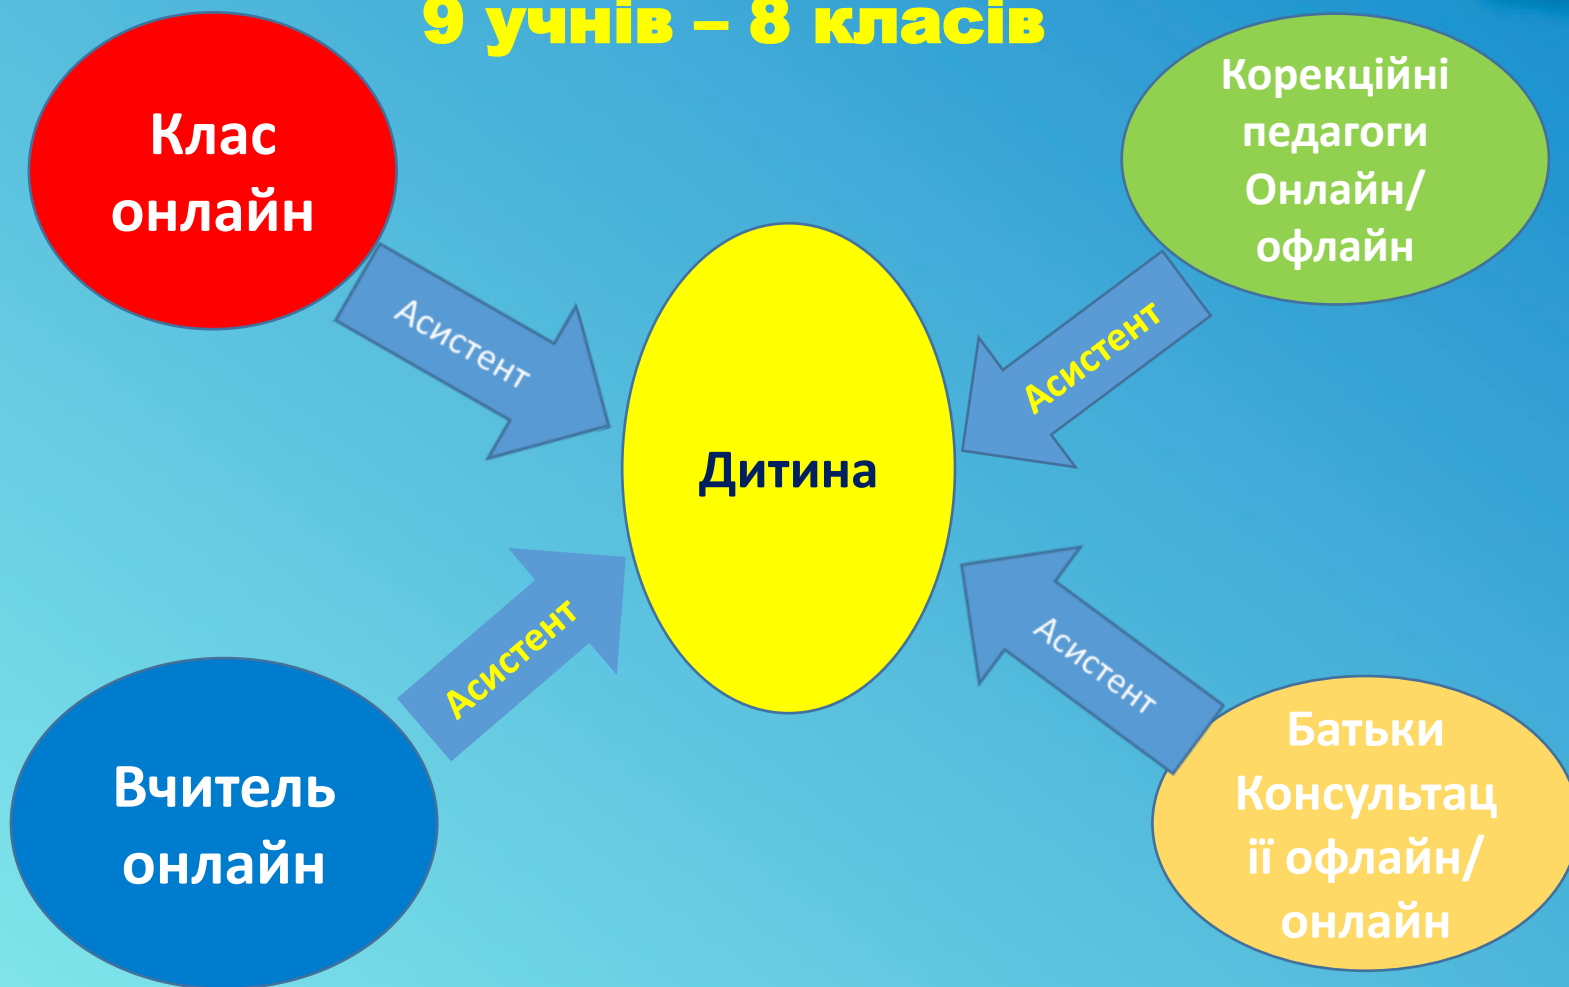 9 учнів – 8 класів
Клас
онлайн
Корекційні
педагоги
Онлайн/
офлайн
Асистент
Асистент
Дитина
Асистент
Асистент
Вчитель
онлайн
Батьки
Консультац
ії офлайн/
онлайн